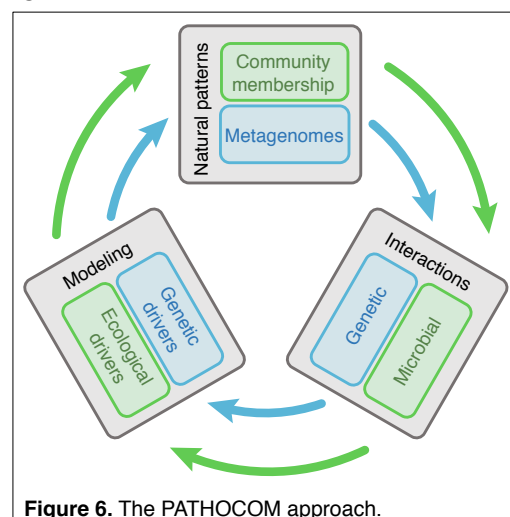 Natural patterns
Community
membership
Metagenomes
Interactions
Genetic
Microbial
Modeling
Genetic
drivers
Ecological
drivers
Figure 6. The PATHOCOM approach.